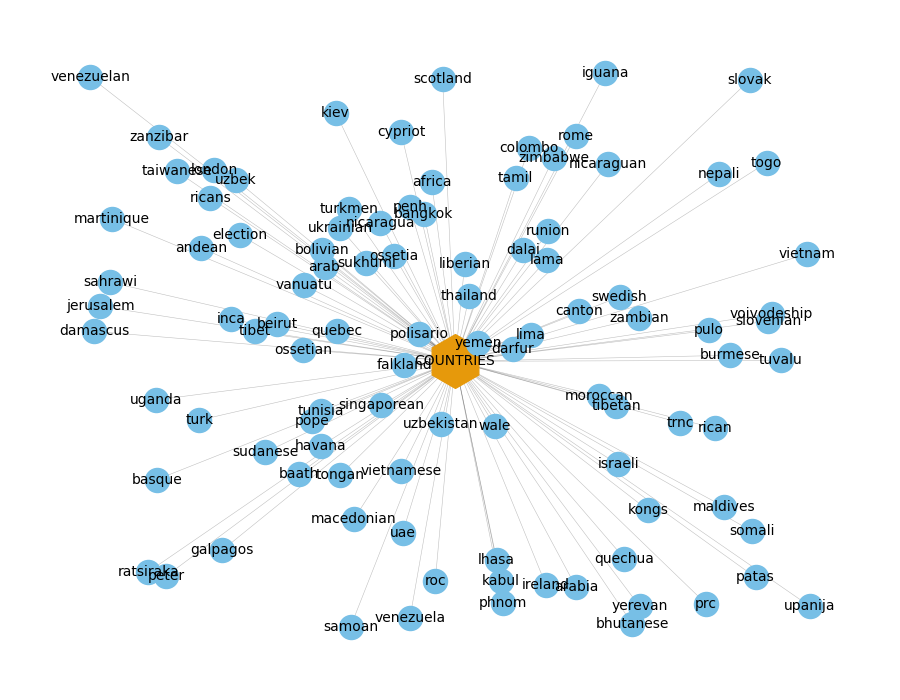 venezuelan
scotland
iguana
slovak
kiev
cypriot
zanzibar
rome
colombo
zimbabwe
nicaraguan
togo
taiwanese
london
uzbek
tamil
nepali
africa
ricans
turkmen
penh
bangkok
martinique
nicaragua
ukrainian
runion
election
andean
bolivian
dalai
lama
vietnam
ossetia
sukhumi
arab
liberian
sahrawi
vanuatu
thailand
swedish
jerusalem
canton
zambian
voivodeship
slovenian
inca
beirut
tibet
damascus
quebec
polisario
lima
pulo
yemen
darfur
ossetian
COUNTRIES
falkland
burmese
tuvalu
uganda
moroccan
tibetan
singaporean
tunisia
pope
turk
uzbekistan
wale
trnc
rican
havana
sudanese
israeli
baath
tongan
vietnamese
basque
kongs
maldives
macedonian
uae
somali
galpagos
lhasa
quechua
ratsiraka
peter
roc
kabul
ireland
arabia
patas
phnom
yerevan
prc
upanija
venezuela
samoan
bhutanese